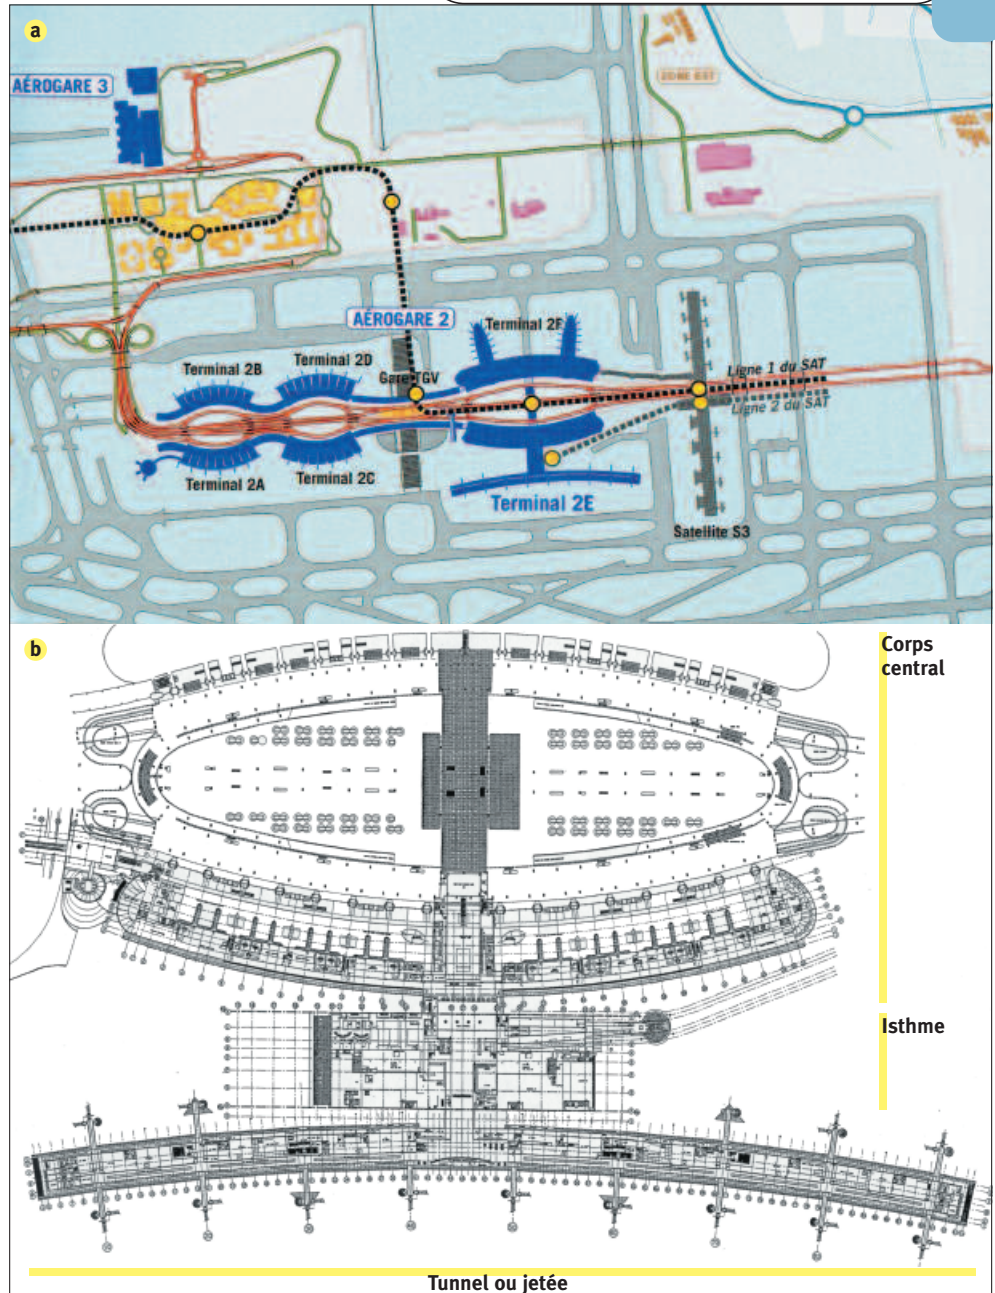 a
AÉROGARE 3
ZONE EST
AÉROGARE 2
Terminal 2F
Terminal 2D
Terminal 2B
Gare TGV
Ligne 1 du SAT
Ligne 2 du SAT
Terminal 2A
Terminal 2C
Terminal 2E
Satellite S3
b
Corps
central
Isthme
Tunnel ou jetée